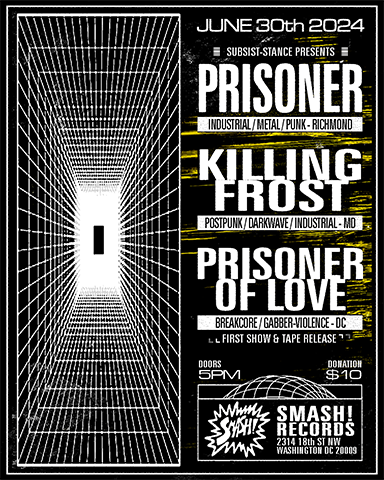 JUNE 30th 2024
SUBSIST-STANCE PRESENTS
PRISONER
INDUSTRIAL / METAL / PUNK - RICHMOND
KILLING
FROST
POSTPUNK / DARKWAVE / INDUSTRIAL - MD
PRISONER
OF LOVE
BREAKCORE / GABBER-VIOLENCE - DC
FIRST SHOW & TAPE RELEASE
DOORS
5PM
DONATION
$10
SMASH!
SMASH!
RECORDS
2314 18th ST NW
WASHINGTON DC 20009